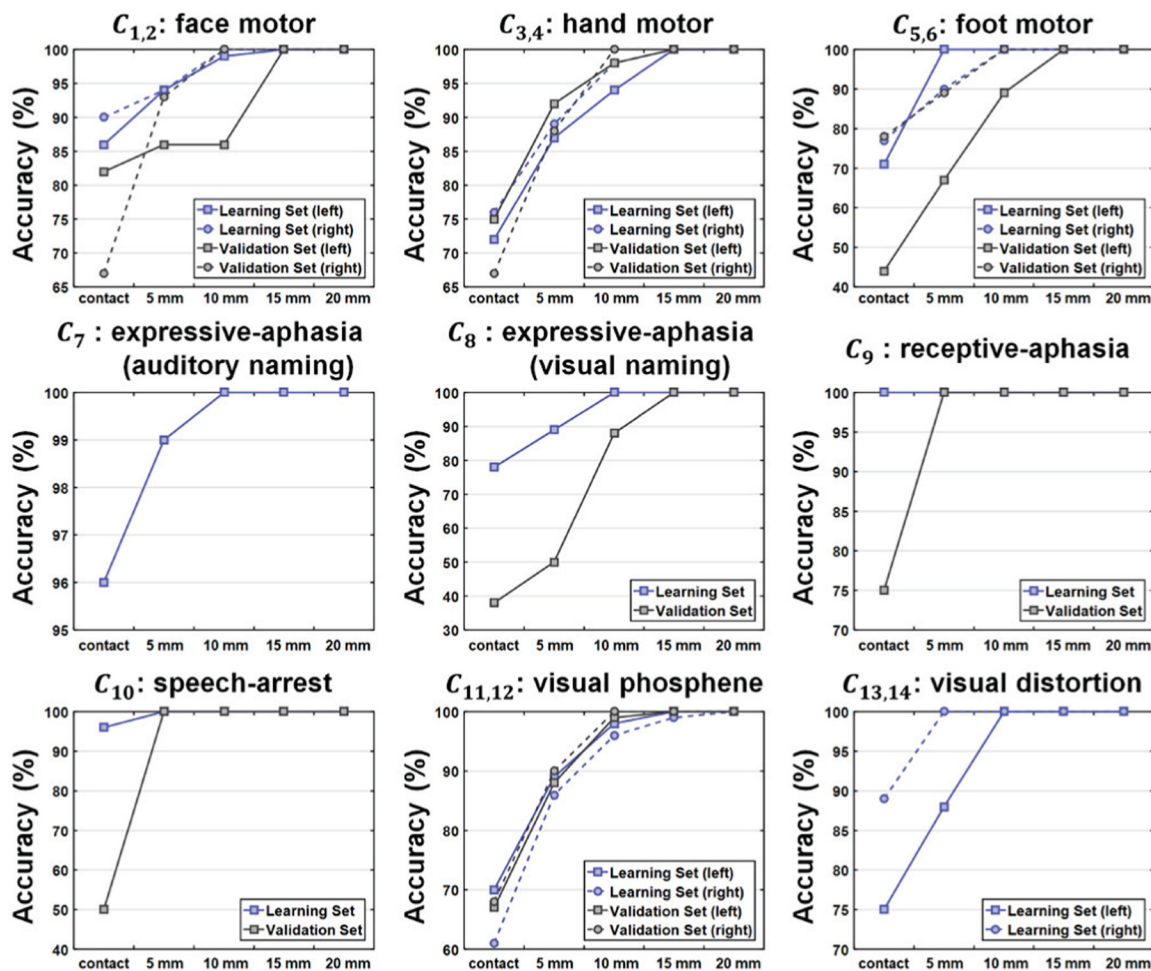 C1,2: face motor
Accuracy (%)
100
95
90
85
80
75
70
65
Learning Set (left)
Learning Set (right)
Validation Set (left)
Validation Set (right)
contact 5 mm 10 mm 15 mm 20 mm
C3,4: hand motor
Accuracy (%)
100
95
90
85
80
75
70
65
Learning Set (left)
Learning Set (right)
Validation Set (left)
Validation Set (right)
contact 5 mm 10 mm 15 mm 20 mm
C5,6: foot motor
Accuracy (%)
100
90
80
70
60
50
40
Learning Set (left)
Learning Set (right)
Validation Set (left)
Validation Set (right)
contact 5 mm 10 mm 15 mm 20 mm
C7 : expressive-aphasia
(auditory naming)
Accuracy (%)
100
99
98
97
96
95
contact 5 mm 10 mm 15 mm 20 mm
C8 : expressive-aphasia
(visual naming)
Accuracy (%)
100
90
80
70
60
50
40
30
Learning Set
Validation Set
contact 5 mm 10 mm 15 mm 20 mm
C9 : receptive-aphasia
Accuracy (%)
100
95
90
85
80
75
70
Learning Set
Validation Set
contact 5 mm 10 mm 15 mm 20 mm
C10: speech-arrest
Accuracy (%)
100
90
80
70
60
50
40
Learning Set
Validation Set
contact 5 mm 10 mm 15 mm 20 mm
C11,12: visual phosphene
Accuracy (%)
100
90
80
70
60
Learning Set (left)
Learning Set (right)
Validation Set (left)
Validation Set (right)
contact 5 mm 10 mm 15 mm 20 mm
C13,14: visual distortion
Accuracy (%)
100
95
90
85
80
75
70
Learning Set (left)
Learning Set (right)
contact 5 mm 10 mm 15 mm 20 mm